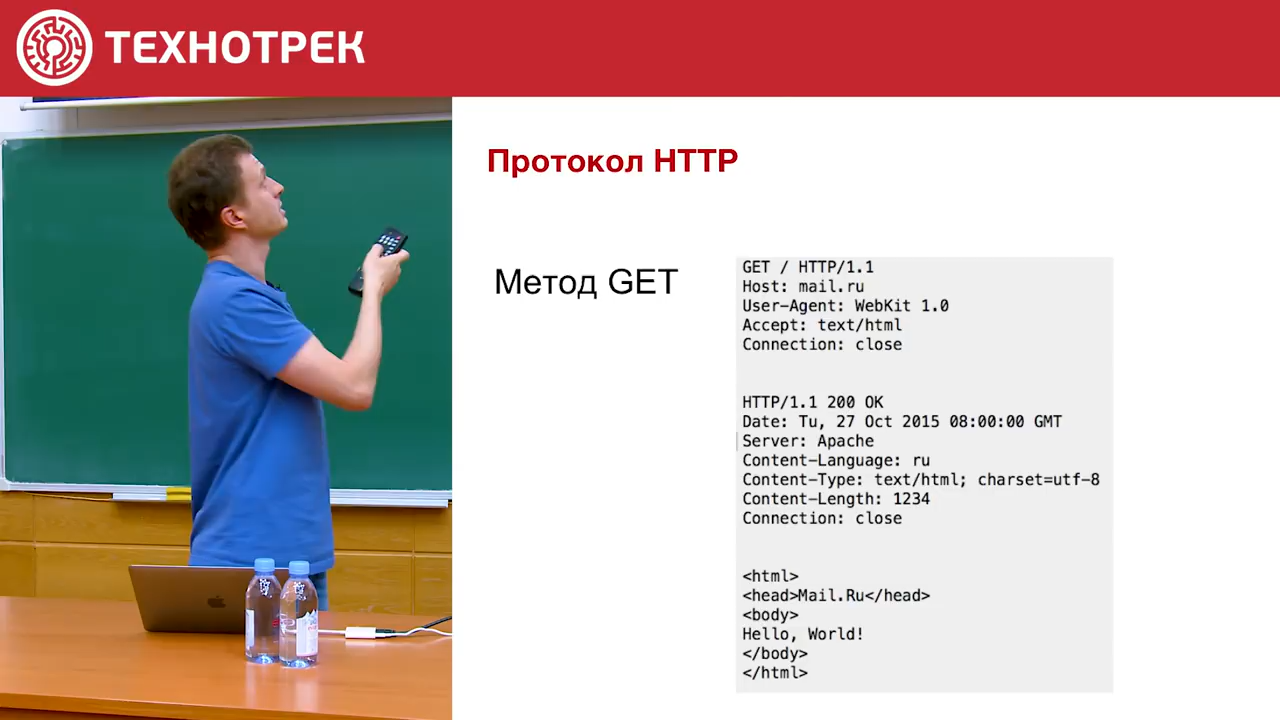 ТЕХНОТРЕК
Протокол HTTP
Метод GET
GET / HTTP/1.1
Host: mail.ru
User-Agent: WebKit 1.0
Accept: text/html
Connection: close
HTTP/1.1 200 OK
Date: Tu, 27 Oct 2015 08:00:00 GMT
Server: Apache
Content-Language: ru
Content-Type: text/html; charset=utf-8
Content-Length: 1234
Connection: close
<html>
<head>Mail.Ru</head>
<body>
Hello, World!
</body>
</html>